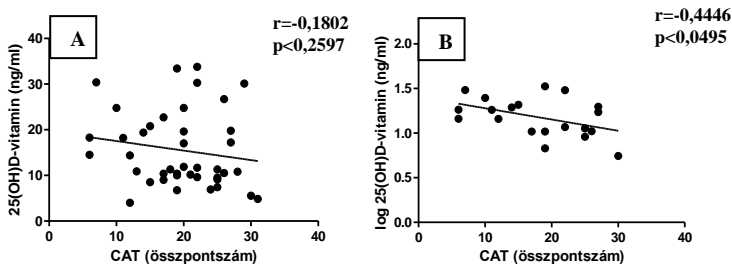 A
r=-0,1802
p<0,2597
25(OH)D-vitamin (ng/ml)
40
30
20
10
0
0 10 20 30 40
CAT (összpontszám)
B
r=-0,4446
p<0,0495
log 25(OH)D-vitamin (ng/ml)
2.0
1.5
1.0
0.5
0.0
0 10 20 30 40
CAT (összpontszám)